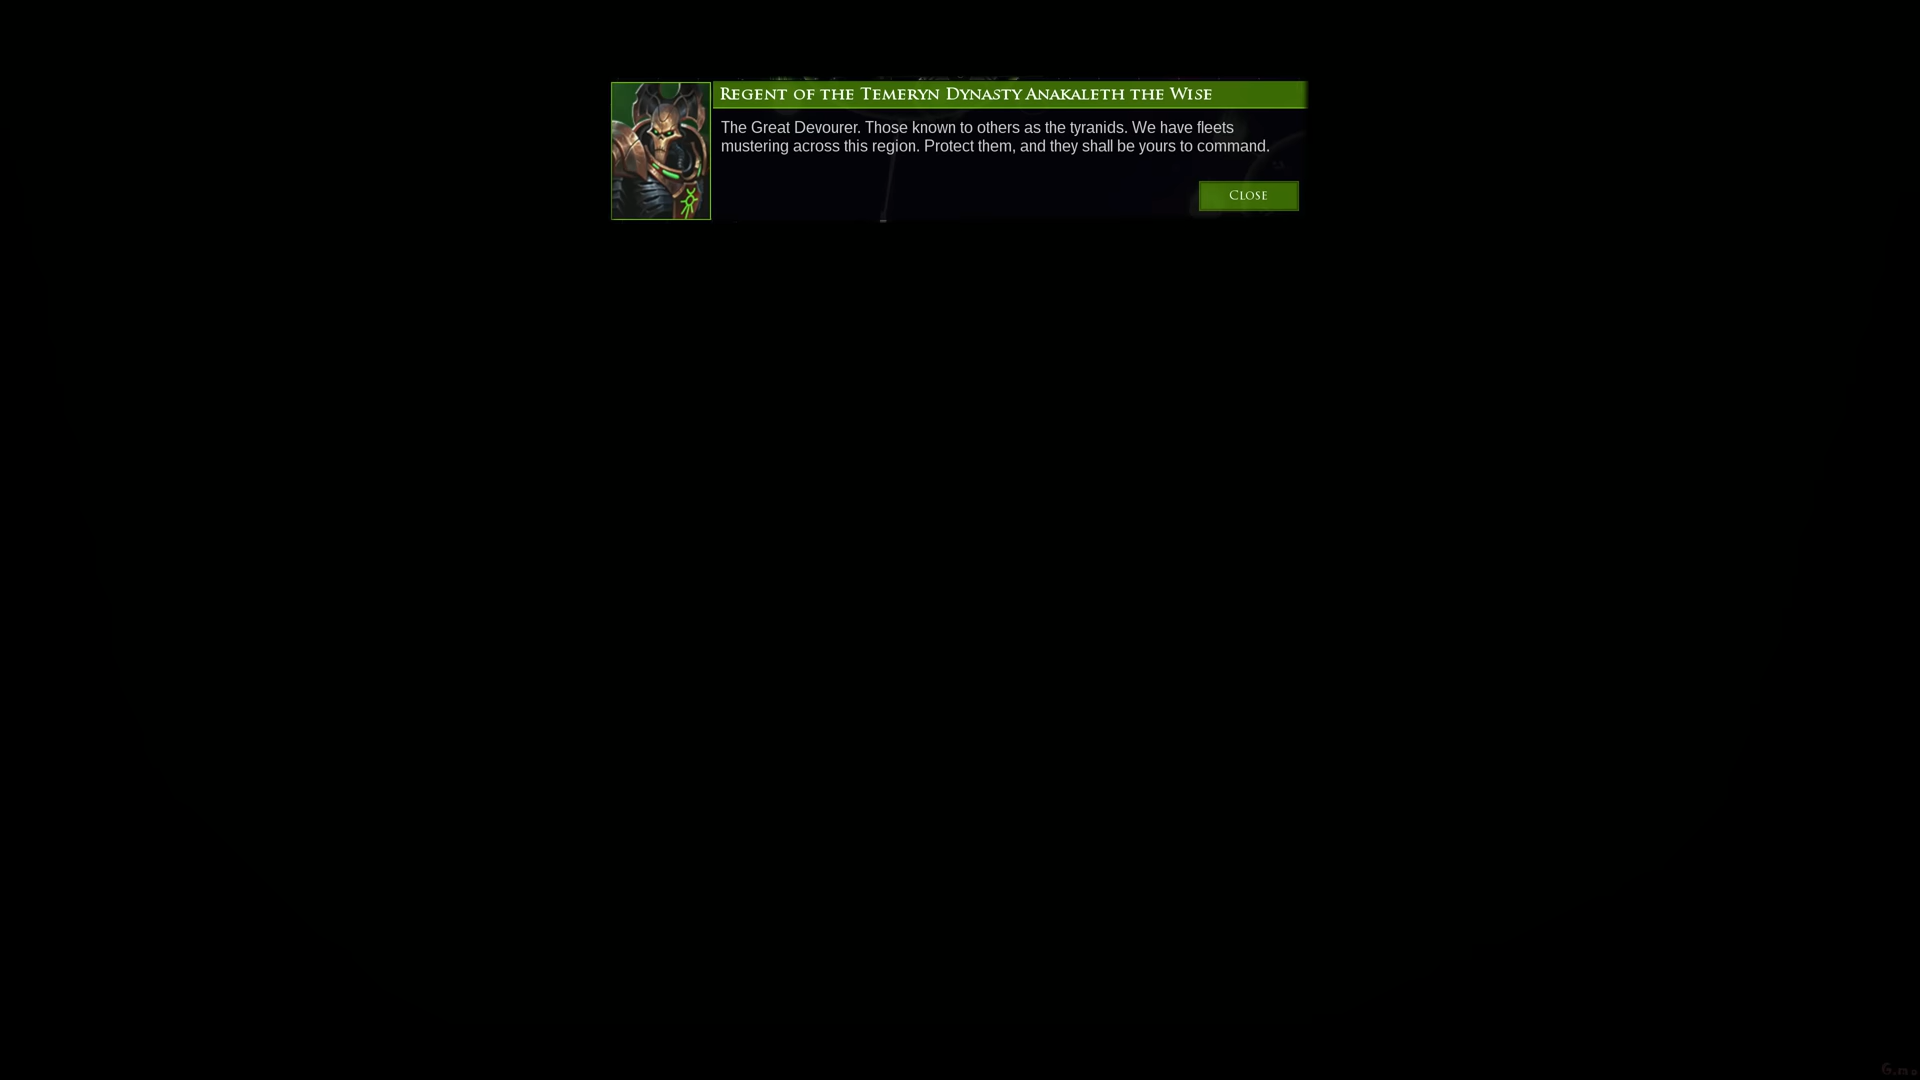 Regent of the Temeryn Dynasty Anakaleth the Wise
The Great Devourer. Those known to others as the tyranids. We have fleets
mustering across this region. Protect them, and they shall be yours to command.
Close